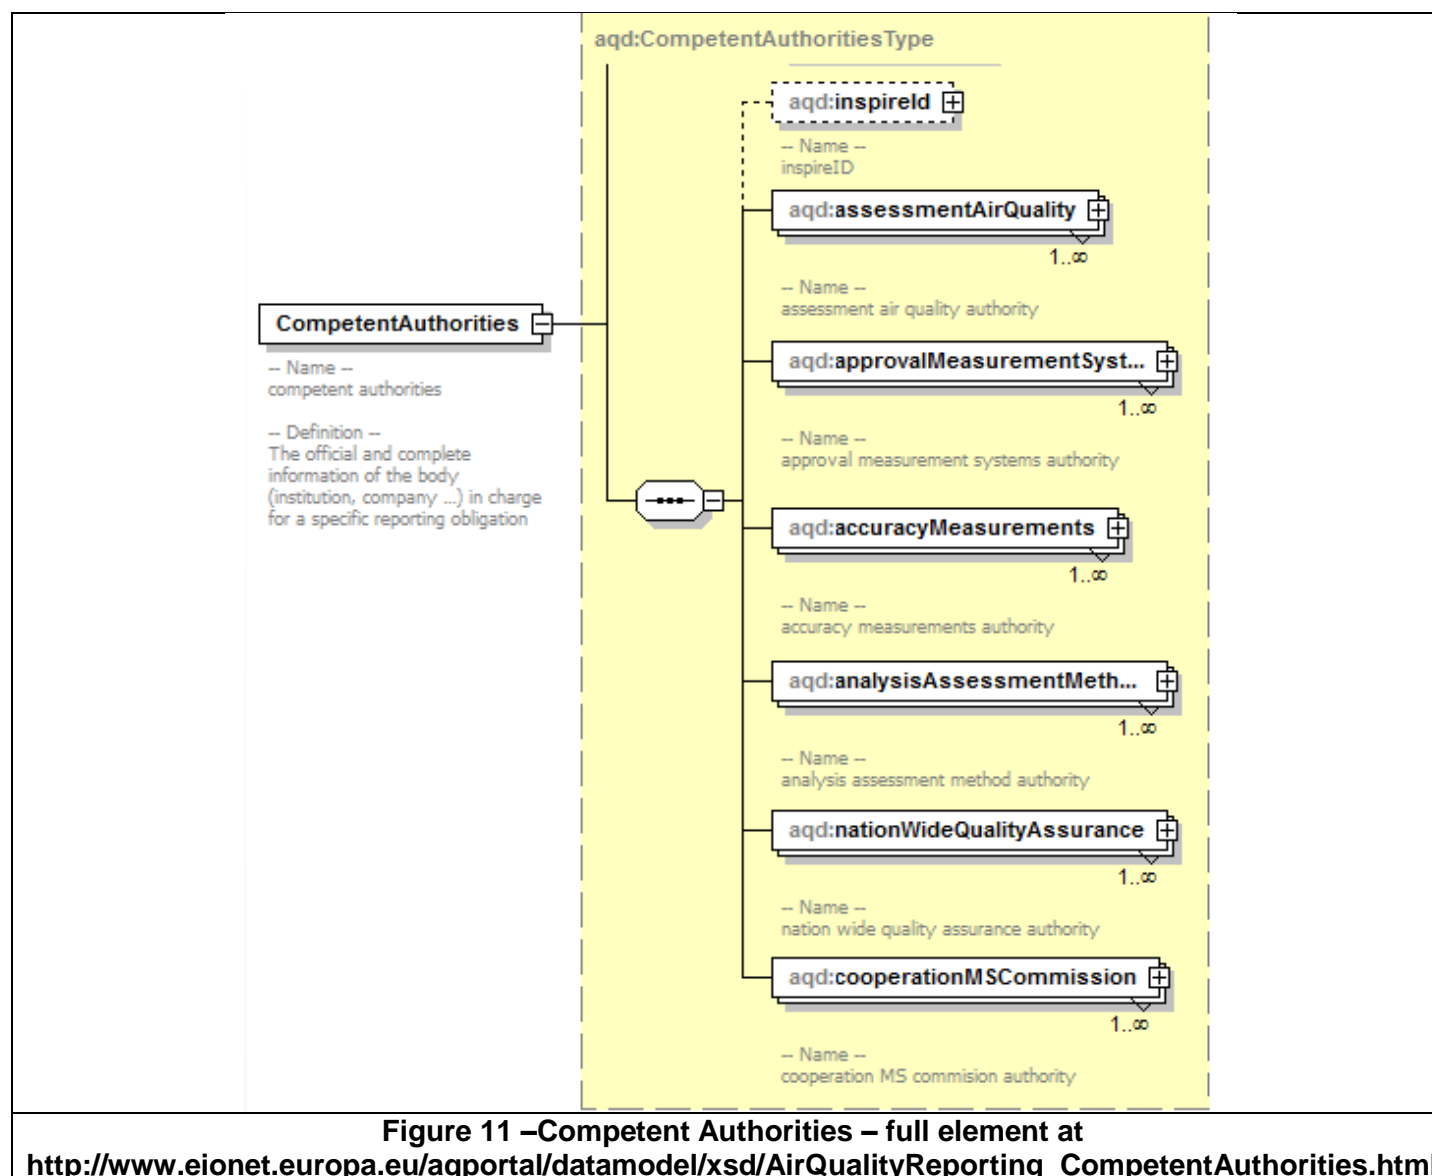 aqd:CompetentAuthoritiesType
aqd:inspireId
-- Name --
inspireID
aqd:assessmentAirQuality
1..∞
-- Name --
assessment air quality authority
CompetentAuthorities
-- Name --
competent authorities
-- Definition --
The official and complete
information of the body
(institution, company ...) in charge
for a specific reporting obligation
aqd:approvalMeasurementSyst...
1..∞
-- Name --
approval measurement systems authority
aqd:accuracyMeasurements
1..∞
-- Name --
accuracy measurements authority
aqd:analysisAssessmentMeth...
1..∞
-- Name --
analysis assessment method authority
aqd:nationWideQualityAssurance
1..∞
-- Name --
nation wide quality assurance authority
aqd:cooperationMSCommission
1..∞
-- Name --
cooperation MS commision authority
Figure 11 –Competent Authorities – full element at
http://www.eionet.europa.eu/aqportal/datamodel/xsd/AirQualityReporting_CompetentAuthorities.html